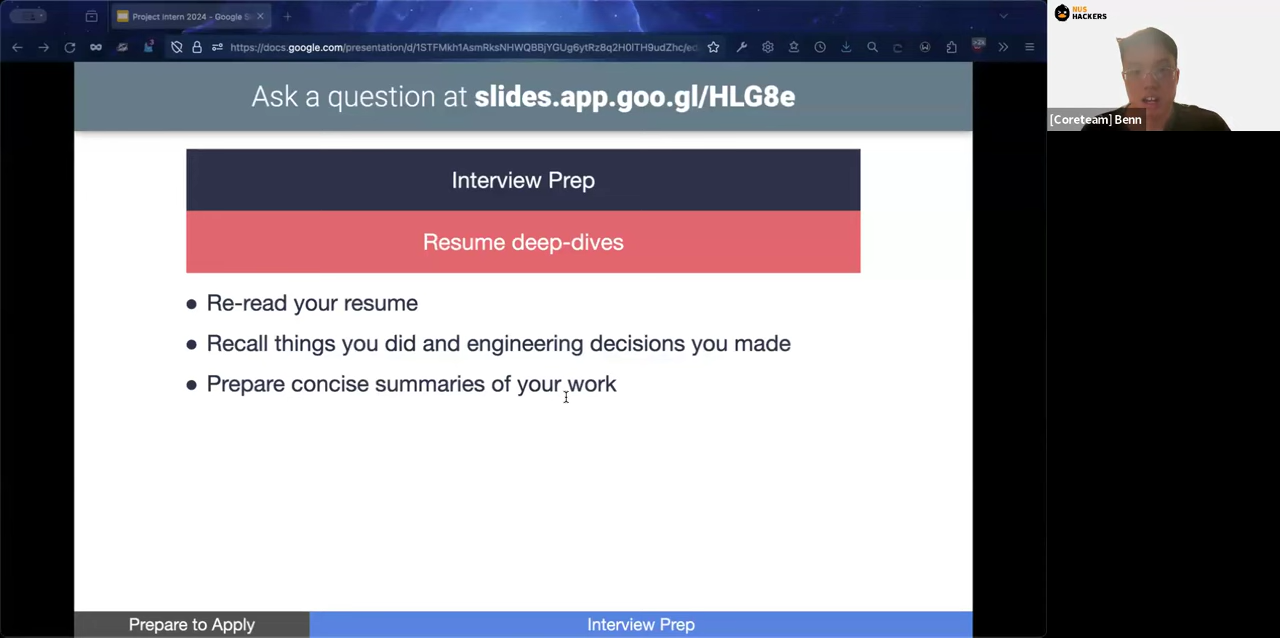 Project Intern 2024 - Google Sl
https://docs.google.com/presentation/d/1STFMkh1AsmRksNHWQBBjYGUg6ytRz8q2H0ITH9udZhc/ed
Ask a question at slides.app.goo.gl/HLG8e
Interview Prep
Resume deep-dives
● Re-read your resume
● Recall things you did and engineering decisions you made
● Prepare concise summaries of your work
Prepare to Apply
Interview Prep
NUS
HACKERS
[Coreteam] Benn